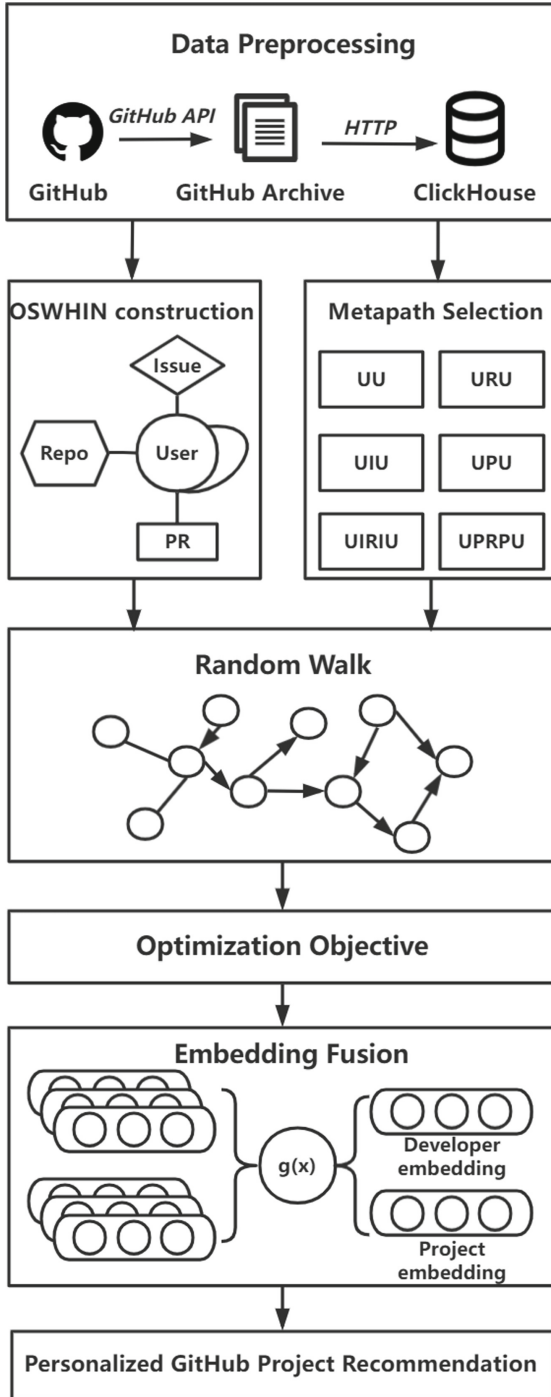 Data Preprocessing
GitHub API
HTTP
GitHub
GitHub Archive
ClickHouse
OSWHIN construction
Issue
Repo
User
PR
Metapath Selection
UU
URU
UIU
UPU
UIRIU
UPRPU
Random Walk
Optimization Objective
Embedding Fusion
g(x)
Developer
embedding
Project
embedding
Personalized GitHub Project Recommendation